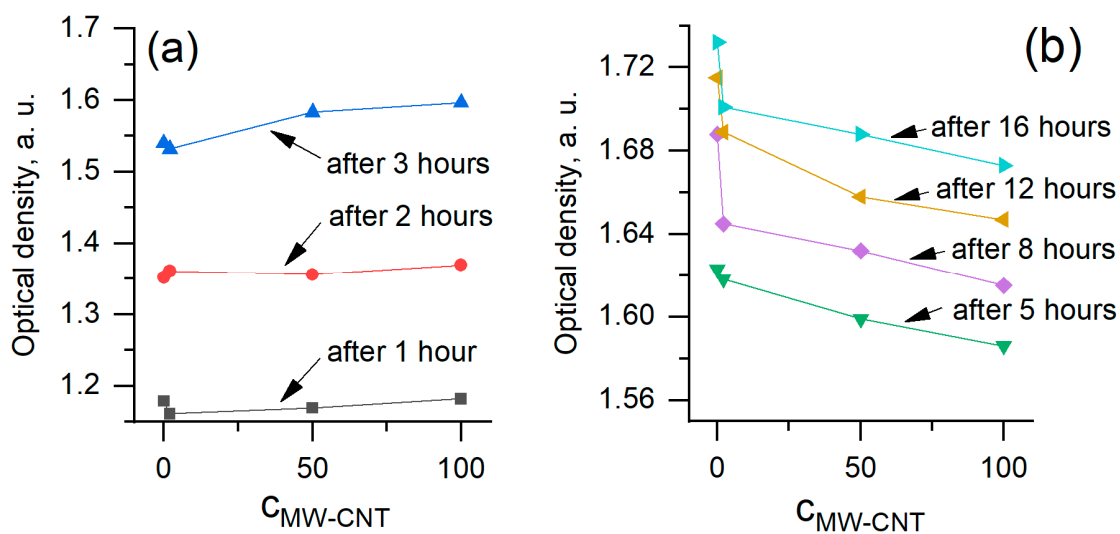 (a)
Optical density, a. u.
1.7
1.6
1.5
1.4
1.3
1.2
after 3 hours
after 2 hours
after 1 hour
0 50 100
cMW-CNT
(b)
Optical density, a. u.
1.72
1.68
1.64
1.60
1.56
after 16 hours
after 12 hours
after 8 hours
after 5 hours
0 50 100
cMW-CNT